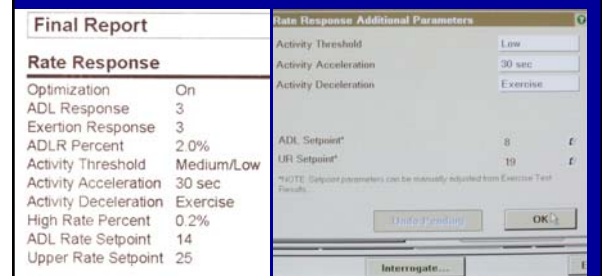 Final Report
Rate Response
Optimization On
ADL Response 3
Exertion Response 3
ADLR Percent 2.0%
Activity Threshold Medium/Low
Activity Acceleration 30 sec
Activity Deceleration Exercise
High Rate Percent 0.2%
ADL Rate Setpoint 14
Upper Rate Setpoint 25
Rate Response Additional Parameters
Activity Threshold Low
Activity Acceleration 30 sec
Activity Deceleration Exercise
ADL Setpoint* 8
UR Setpoint* 19
*NOTE: Setpoint parameters can be manually adjusted from Exercise Test
Results...
Undo Pending OK
Interrogate... E